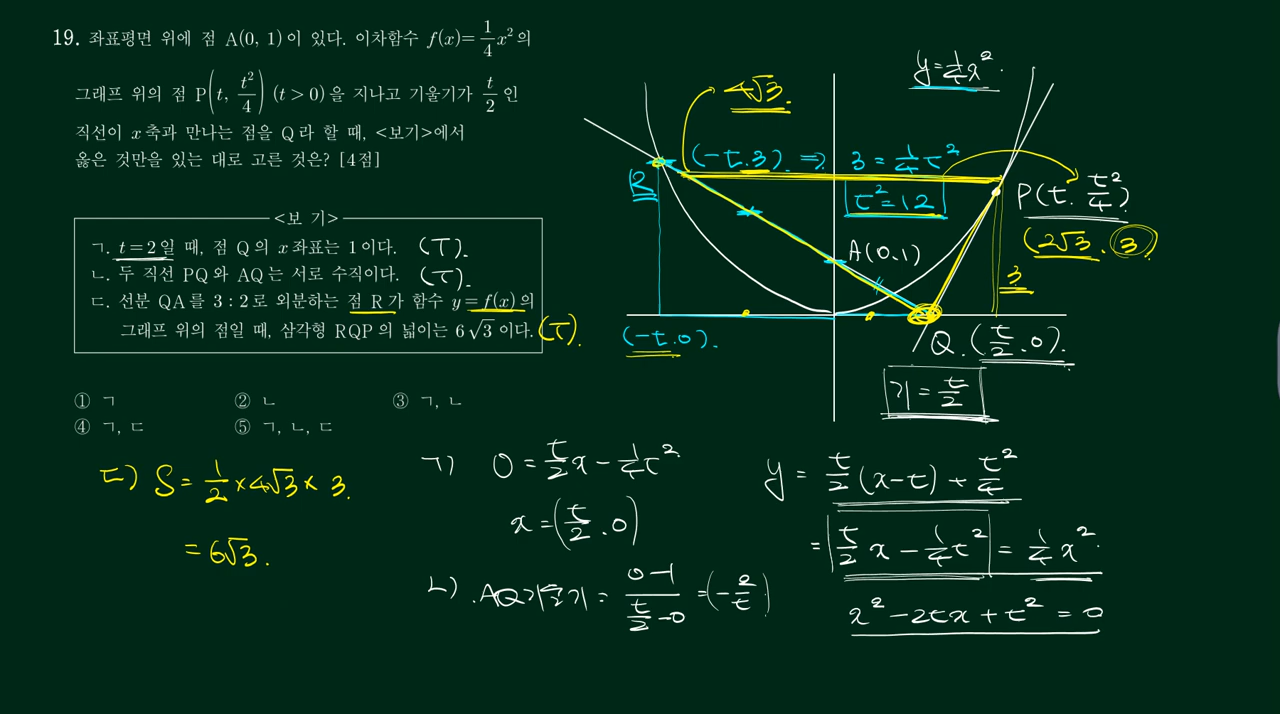 19. 좌표평면 위에 점 A(0, 1)이 있다. 이차함수 f(x)=1/4x²의
그래프 위의 점 P(t, t²/4) (t>0)을 지나고 기울기가 t/2인
직선이 x축과 만나는 점을 Q라 할 때, <보기>에서
옳은 것만을 있는 대로 고른 것은? [4점]
<보 기>
ㄱ. t=2일 때, 점 Q의 x좌표는 1이다. (T).
ㄴ. 두 직선 PQ와 AQ는 서로 수직이다. (T).
ㄷ. 선분 QA를 3 : 2로 외분하는 점 R가 함수 y=f(x)의
그래프 위의 점일 때, 삼각형 RQP의 넓이는 6√3 이다. (T).
① ㄱ ② ㄴ ③ ㄱ, ㄴ
④ ㄱ, ㄷ ⑤ ㄱ, ㄴ, ㄷ
ㄷ) S = 1/2 × 4√3 × 3.
= 6√3.
y=1/4x².
4√3.
(-t.3) ⇒ 3=1/4t²
t²=12
R
P(t. t²/4)
(2√3. 3)
A(0.1)
3
(-t.0).
Q.(t/2.0).
기=t/2
ㄱ) 0=t/2x-1/4t²
x=(t/2.0)
ㄴ).AQ기울기 = 0-1/t/2-0 =(-2/t)
y= t/2(x-t)+t²/4
= t/2x-1/4t² = 1/4x².
x²-2tx+t²=0